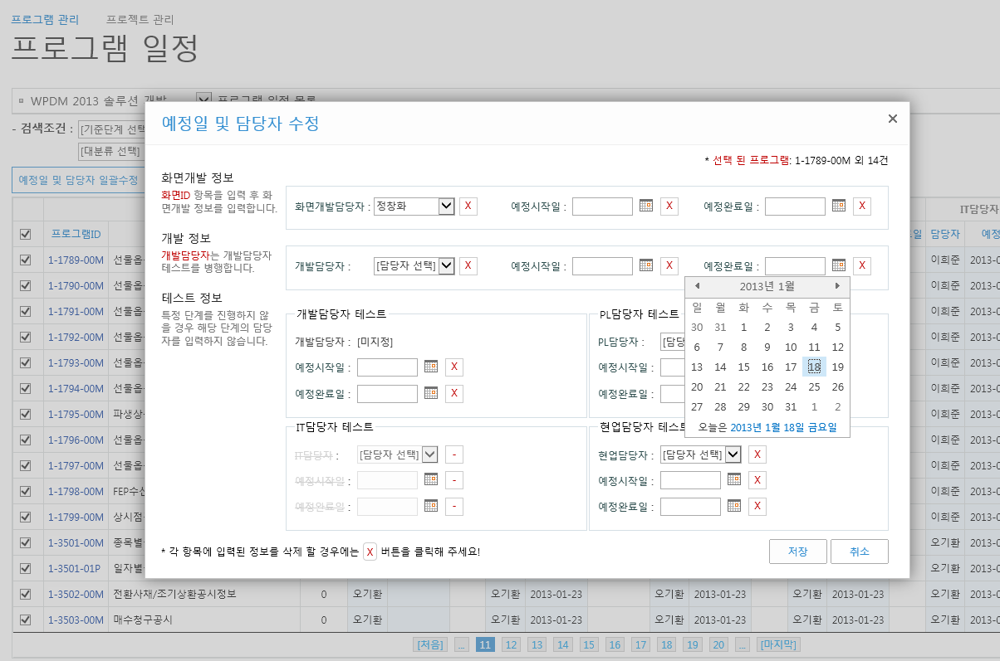 프로그램 관리 프로젝트 관리
프로그램 일정
WPDM 2013 솔루션 개발 프로그램 일정 목록
- 검색조건 : [기준단계 선택
[대분류 선택]
예정일 및 담당자 일괄수정
예정일 및 담당자 수정
* 선택 된 프로그램: 1-1789-00M 외 14건
화면개발 정보
화면ID 항목을 입력 후 화
면개발 정보를 입력합니다.
화면개발담당자 : 정창화 X 예정시작일 : X 예정완료일 : X
개발 정보
개발담당자는 개발담당자
테스트를 병행합니다.
개발담당자 : [담당자 선택] X 예정시작일 : X 예정완료일 : X
테스트 정보
특정 단계를 진행하지 않
을 경우 해당 단계의 담당
자를 입력하지 않습니다.
개발담당자 테스트
개발담당자 : [미지정]
예정시작일 : X
예정완료일 : X
PL담당자 테스트
PL담당자 : [담당
예정시작일 :
예정완료일 :
2013년 1월
일 월 화 수 목 금 토
30 31 1 2 3 4 5
6 7 8 9 10 11 12
13 14 15 16 17 18 19
20 21 22 23 24 25 26
27 28 29 30 31 1 2
오늘은 2013년 1월 18일 금요일
IT담당자 테스트
IT담당자 : [담당자 선택] -
예정시작일 : -
예정완료일 : -
현업담당자 테스트
현업담당자 : [담당자 선택] X
예정시작일 : X
예정완료일 : X
* 각 항목에 입력된 정보를 삭제 할 경우에는 X 버튼을 클릭해 주세요!
저장 취소
IT담당자
프로그램ID 일 담당자 예정
1-1789-00M 선물옵 이희준 2013-0
1-1790-00M 선물옵 이희준 2013-0
1-1791-00M 선물옵 이희준 2013-0
1-1792-00M 선물옵 이희준 2013-0
1-1793-00M 선물옵 이희준 2013-0
1-1794-00M 선물옵 이희준 2013-0
1-1795-00M 파생상 이희준 2013-0
1-1796-00M 선물옵 이희준 2013-0
1-1797-00M 선물옵 이희준 2013-0
1-1798-00M FEP수신 이희준 2013-0
1-1799-00M 상시점 이희준 2013-0
1-3501-00M 종목별 오기환 2013-0
1-3501-01P 일자별 오기환 2013-0
1-3502-00M 전환사채/조기상환공시정보 0 오기환 오기환 2013-01-23 오기환 2013-01-23 오기환 2013-01-23 오기환 2013-0
1-3503-00M 매수청구공시 0 오기환 오기환 2013-01-23 오기환 2013-01-23 오기환 2013-01-23 오기환 2013-0
[처음] ... 11 12 13 14 15 16 17 18 19 20 ... [마지막]